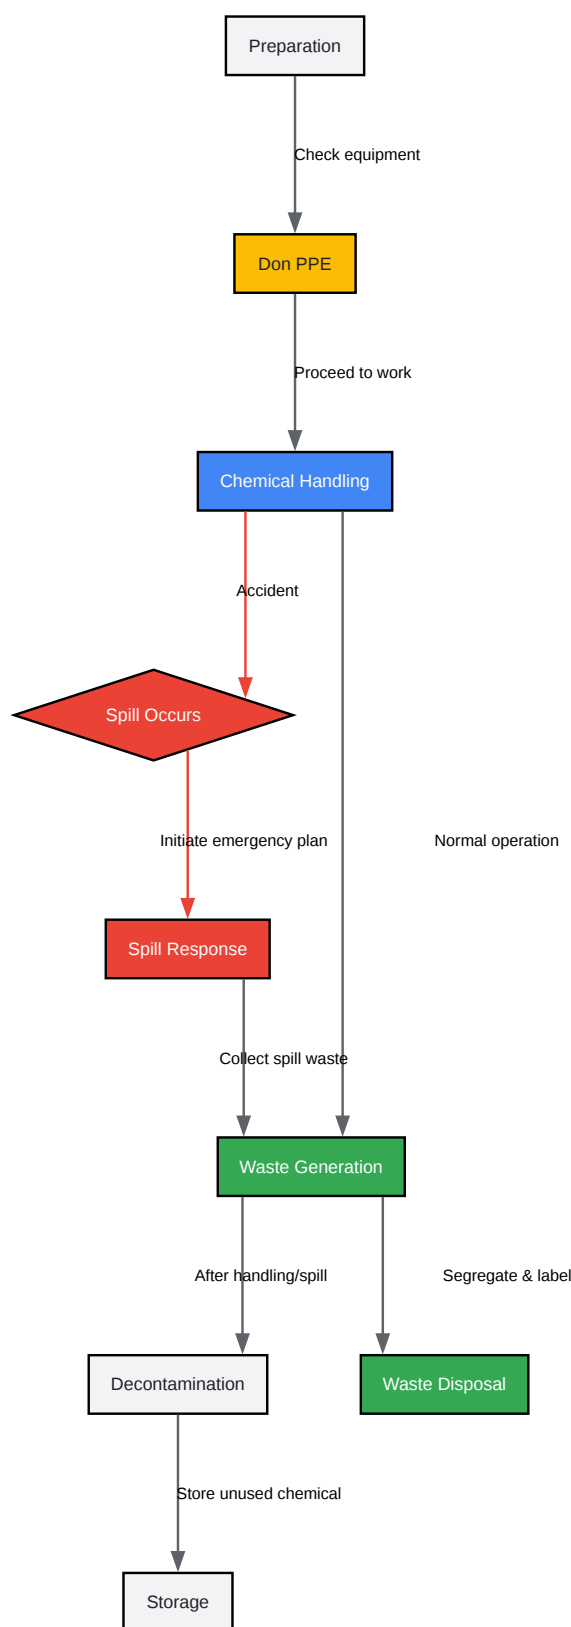 Preparation
Check equipment
Don PPE
Proceed to work
Chemical Handling
Accident
Spill Occurs
Initiate emergency plan
Normal operation
Spill Response
Collect spill waste
Waste Generation
After handling/spill
Segregate & label
Decontamination
Waste Disposal
Store unused chemical
Storage